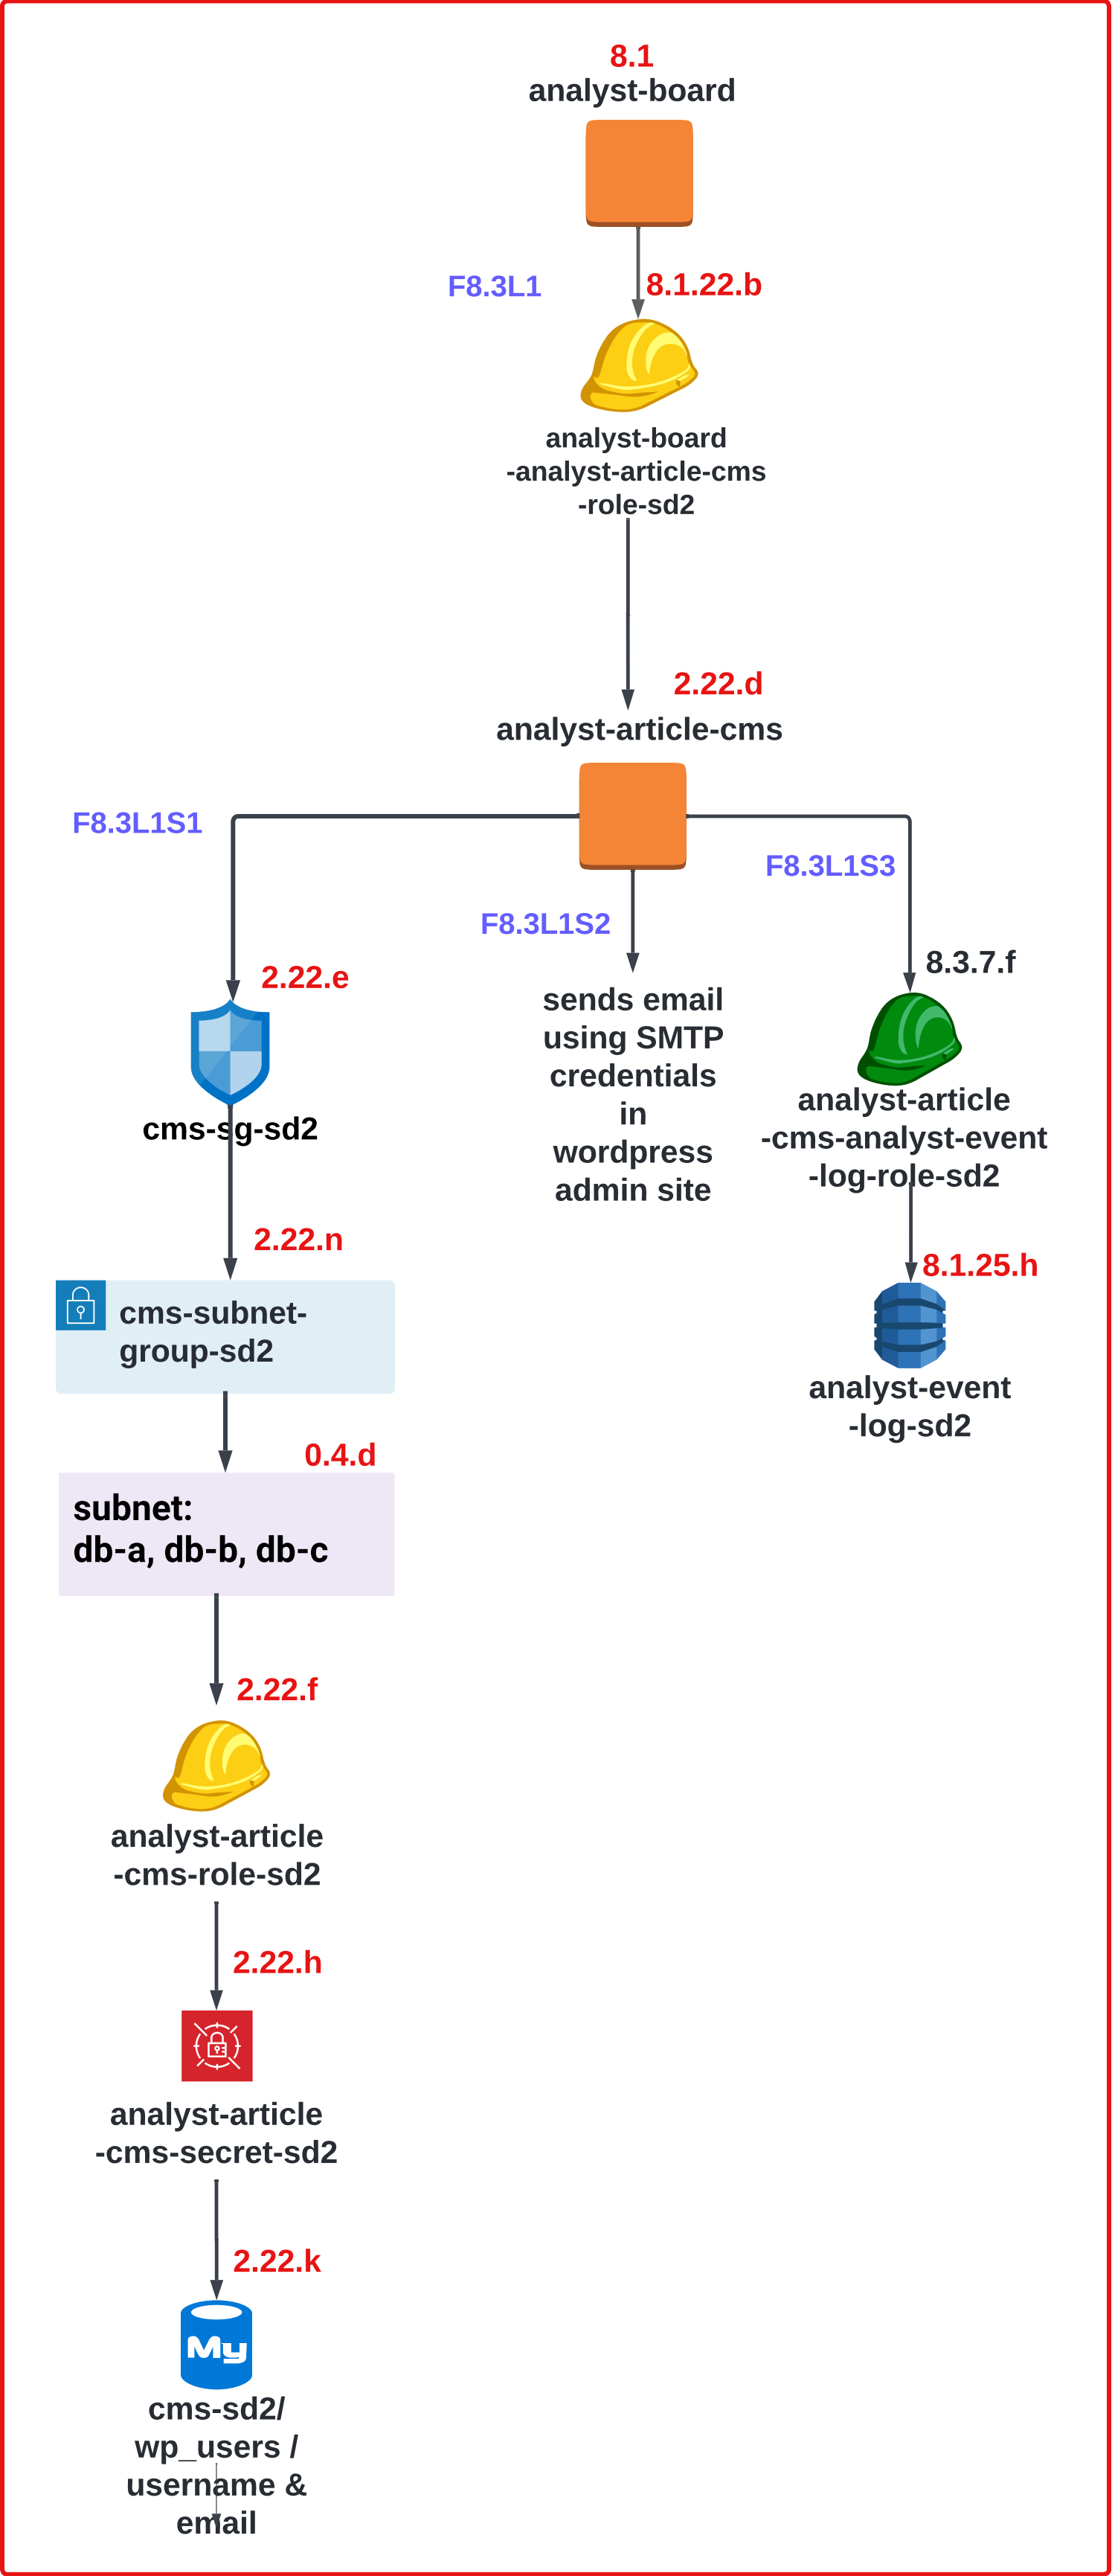 8.1
analyst-board
F8.3L1
8.1.22.b
analyst-board
-analyst-article-cms
-role-sd2
2.22.d
analyst-article-cms
F8.3L1S1
F8.3L1S3
F8.3L1S2
2.22.e
8.3.7.f
sends email
using SMTP
credentials
in
wordpress
admin site
cms-sg-sd2
analyst-article
-cms-analyst-event
-log-role-sd2
2.22.n
8.1.25.h
cms-subnet-
group-sd2
analyst-event
-log-sd2
0.4.d
subnet:
db-a, db-b, db-c
2.22.f
analyst-article
-cms-role-sd2
2.22.h
analyst-article
-cms-secret-sd2
2.22.k
My
cms-sd2/
wp_users /
username &
email